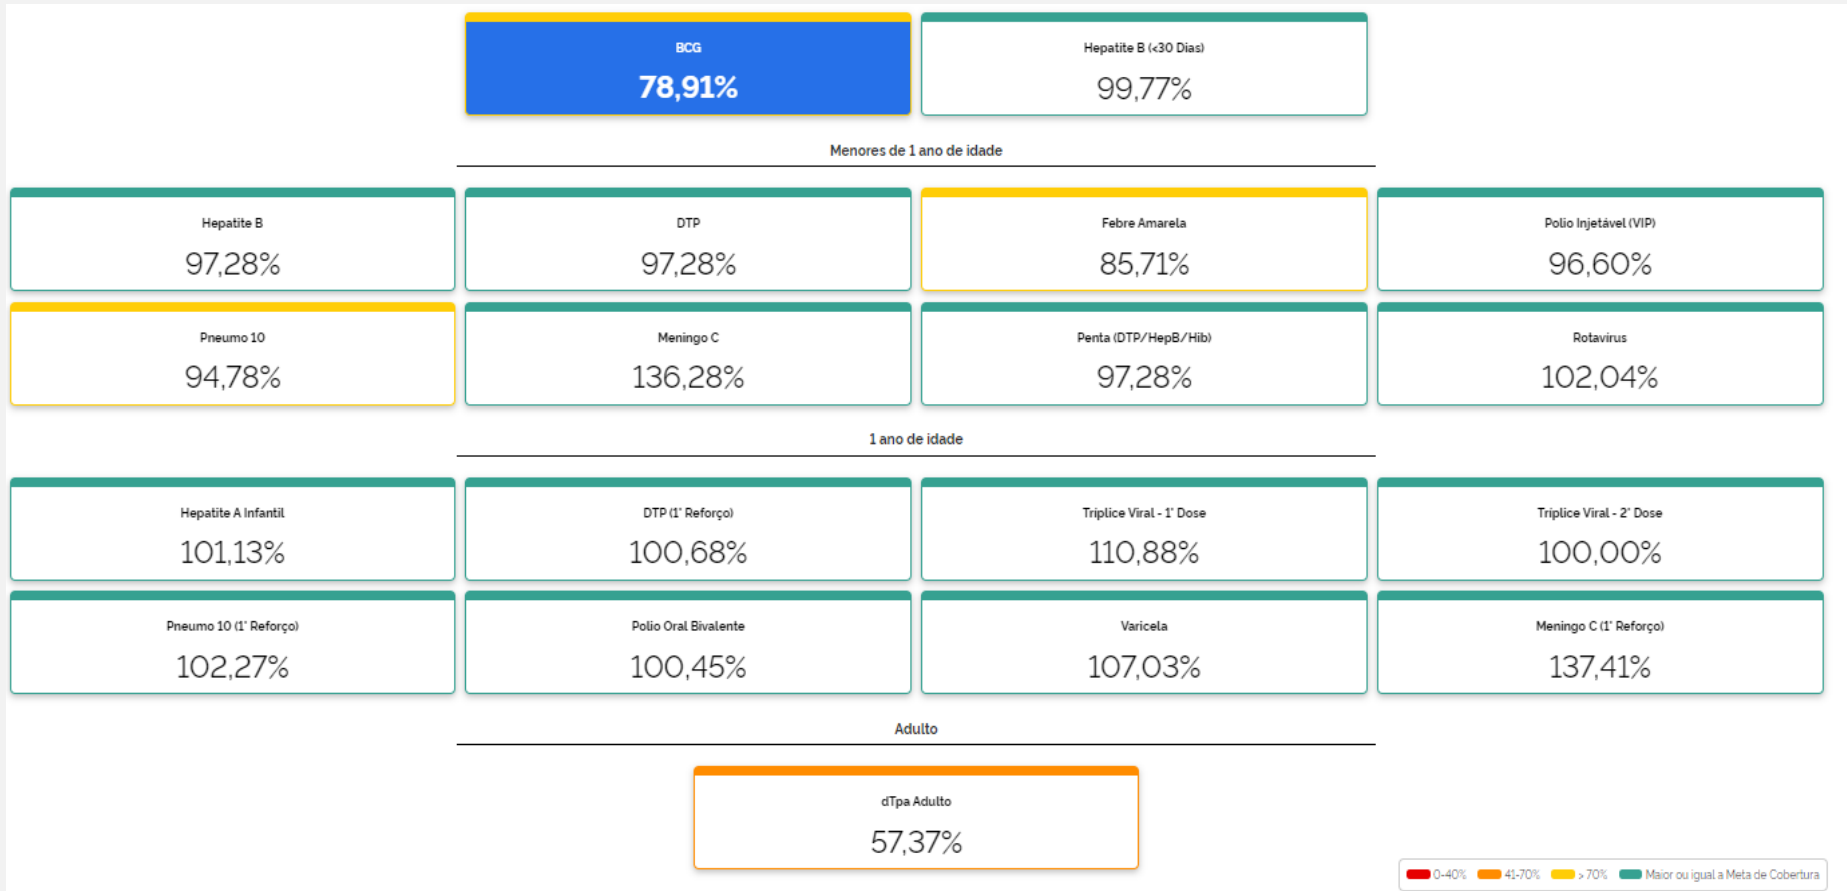 BCG
78,91%
Hepatite B (<30 Dias)
99,77%
Menores de 1 ano de idade
Hepatite B
97,28%
DTP
97,28%
Febre Amarela
85,71%
Polio Injetável (VIP)
96,60%
Pneumo 10
94,78%
Meningo C
136,28%
Penta (DTP/HepB/Hib)
97,28%
Rotavírus
102,04%
1 ano de idade
Hepatite A Infantil
101,13%
DTP (1° Reforço)
100,68%
Tríplice Viral - 1° Dose
110,88%
Tríplice Viral - 2° Dose
100,00%
Pneumo 10 (1° Reforço)
102,27%
Polio Oral Bivalente
100,45%
Varicela
107,03%
Meningo C (1° Reforço)
137,41%
Adulto
dTpa Adulto
57,37%
0-40% 41-70% > 70% Maior ou igual a Meta de Cobertura